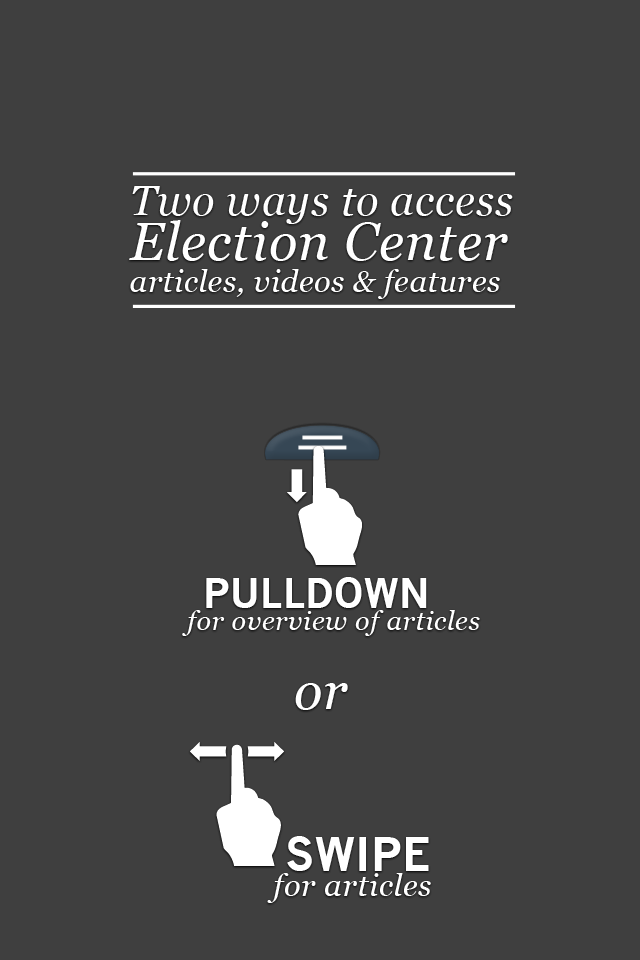 Two ways to access
Election Center
articles, videos & features
PULLDOWN
for overview of articles
or
SWIPE
for articles